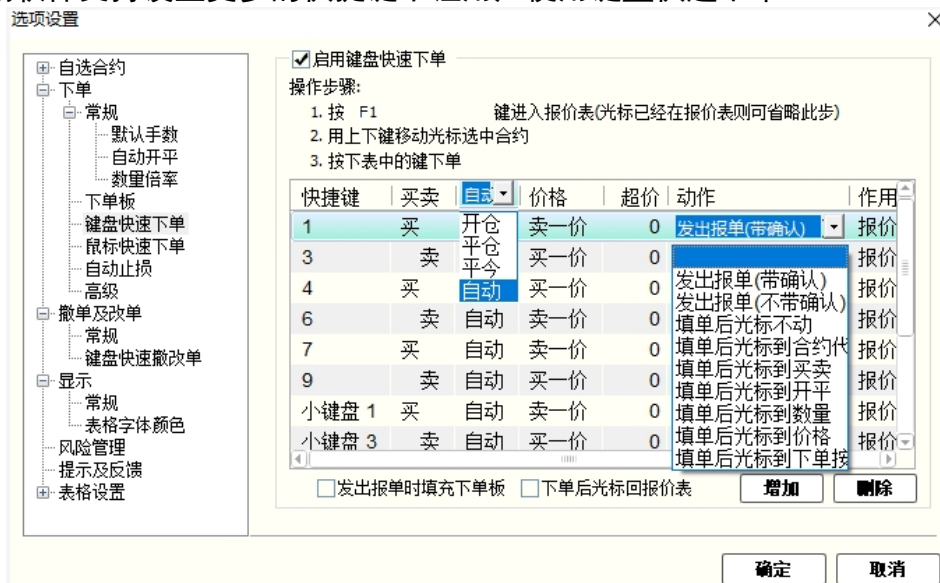 选项设置
自选合约
下单
常规
默认手数
自动开平
数量倍率
下单板
键盘快速下单
鼠标快速下单
自动止损
高级
撤单及改单
常规
键盘快速撤改单
显示
常规
表格字体颜色
风险管理
提示及反馈
表格设置
启用键盘快速下单
操作步骤:
1. 按 F1 键进入报价表(光标已经在报价表则可省略此步)
2. 用上下键移动光标选中合约
3. 按下表中的键下单
快捷键 买卖 自动 价格 超价 动作 作用
1 买 卖一价 0 发出报单(带确认) 报价
3 卖 买一价 0 报价
4 买 买一价 0 报价
6 卖 自动 卖一价 0 报价
7 买 自动 卖一价 0 报价
9 卖 自动 买一价 0 报价
小键盘 1 买 自动 卖一价 0 报价
小键盘 3 卖 自动 买一价 0 报价
开仓
平仓
平今
自动
发出报单(带确认)
发出报单(不带确认)
填单后光标不动
填单后光标到合约代
填单后光标到买卖
填单后光标到开平
填单后光标到数量
填单后光标到价格
填单后光标到下单按
发出报单时填充下单板 下单后光标回报价表 增加 删除
确定 取消